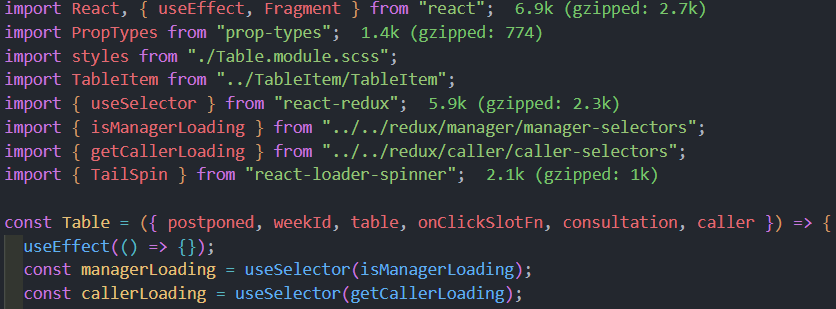 import React, { useEffect, Fragment } from "react";  6.9k (gzipped: 2.7k)
import PropTypes from "prop-types";  1.4k (gzipped: 774)
import styles from "./Table.module.scss";
import TableItem from "../TableItem/TableItem";
import { useSelector } from "react-redux";  5.9k (gzipped: 2.3k)
import { isManagerLoading } from "../../redux/manager/manager-selectors";
import { getCallerLoading } from "../../redux/caller/caller-selectors";
import { TailSpin } from "react-loader-spinner";  2.1k (gzipped: 1k)

const Table = ({ postponed, weekId, table, onClickSlotFn, consultation, caller }) => {
  useEffect(() => {});
  const managerLoading = useSelector(isManagerLoading);
  const callerLoading = useSelector(getCallerLoading);